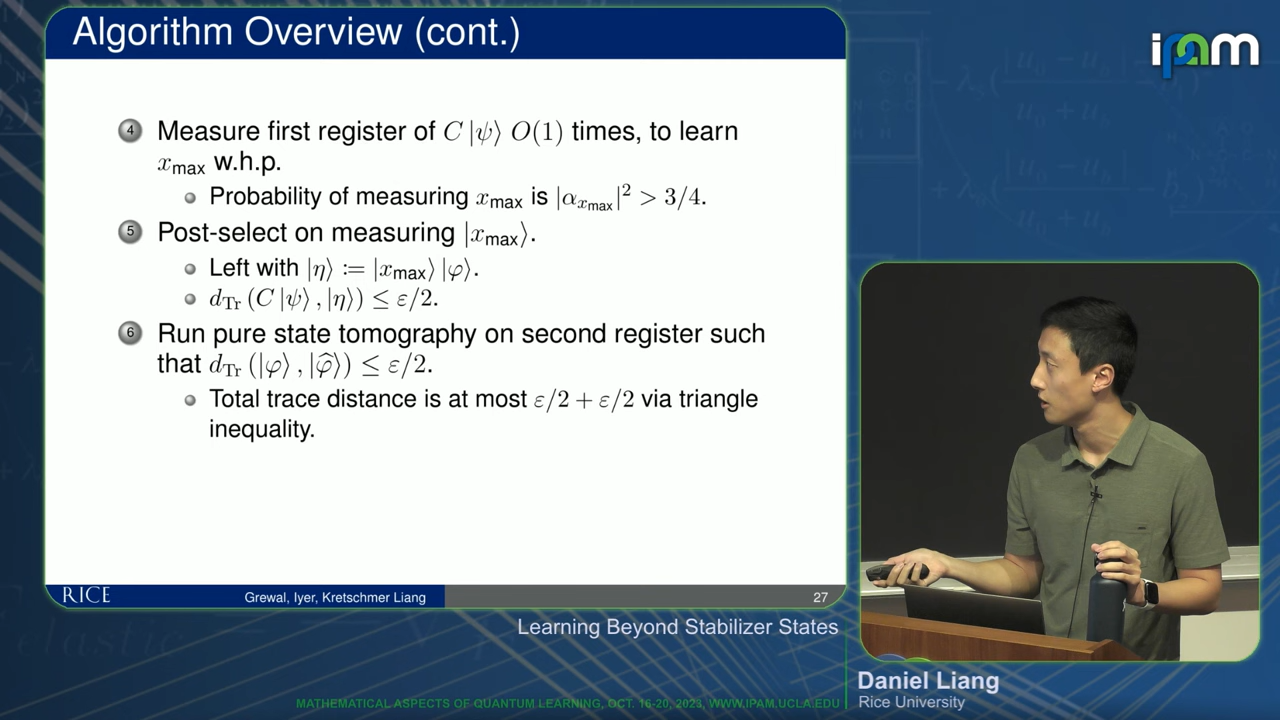 Algorithm Overview (cont.)
ipam
4 Measure first register of C |ψ⟩ O(1) times, to learn
x_max w.h.p.
Probability of measuring x_max is |α_{x_max}|² > 3/4.
5 Post-select on measuring |x_max⟩.
Left with |η⟩ := |x_max⟩ |φ⟩.
d_Tr (C |ψ⟩ , |η⟩) ≤ ε/2.
6 Run pure state tomography on second register such
that d_Tr (|φ⟩ , |φ̂⟩) ≤ ε/2.
Total trace distance is at most ε/2 + ε/2 via triangle
inequality.
RICE Grewal, Iyer, Kretschmer Liang 27
Learning Beyond Stabilizer States
Daniel Liang
Rice University
MATHEMATICAL ASPECTS OF QUANTUM LEARNING, OCT. 16-20, 2023, WWW.IPAM.UCLA.EDU